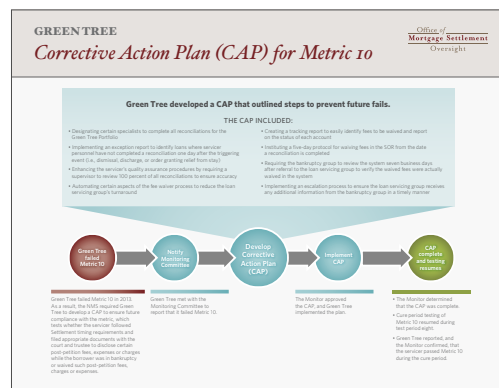 GREEN TREE
Corrective Action Plan (CAP) for Metric 10
Office of
Mortgage Settlement
Oversight
Green Tree developed a CAP that outlined steps to prevent future fails.
THE CAP INCLUDED:
• Designating certain specialists to complete all reconciliations for the
Green Tree Portfolio
• Implementing an exception report to identify loans where servicer
personnel have not completed a reconciliation one day after the triggering
event (i.e., dismissal, discharge, or order granting relief from stay)
• Enhancing the servicer's quality assurance procedures by requiring a
supervisor to review 100 percent of all reconciliations to ensure accuracy
• Automating certain aspects of the fee waiver process to reduce the loan
servicing group's turnaround
• Creating a tracking report to easily identify fees to be waived and report
on the status of each account
• Instituting a five-day protocol for waiving fees in the SOR from the date
a reconciliation is completed
• Requiring the bankruptcy group to review the system seven business days
after referral to the loan servicing group to verify the waived fees were actually
waived in the system
• Implementing an escalation process to ensure the loan servicing group receives
any additional information from the bankruptcy group in a timely manner
Green Tree
failed
Metric 10
Notify
Monitoring
Committee
Develop
Corrective
Action Plan
(CAP)
Implement
CAP
CAP
complete
and testing
resumes
Green Tree failed Metric 10 in 2013.
As a result, the NMS required Green
Tree to develop a CAP to ensure future
compliance with the metric, which
tests whether the servicer followed
Settlement timing requirements and
filed appropriate documents with the
court and trustee to disclose certain
post-petition fees, expenses or charges
while the borrower was in bankruptcy
or waived such post-petition fees,
charges or expenses.
Green Tree met with the
Monitoring Committee to
report that it failed Metric 10.
The Monitor approved
the CAP, and Green Tree
implemented the plan.
• The Monitor determined
that the CAP was complete.
• Cure-period testing of
Metric 10 resumed during
test period eight.
• Green Tree reported, and
the Monitor confirmed, that
the servicer passed Metric 10
during the cure period.